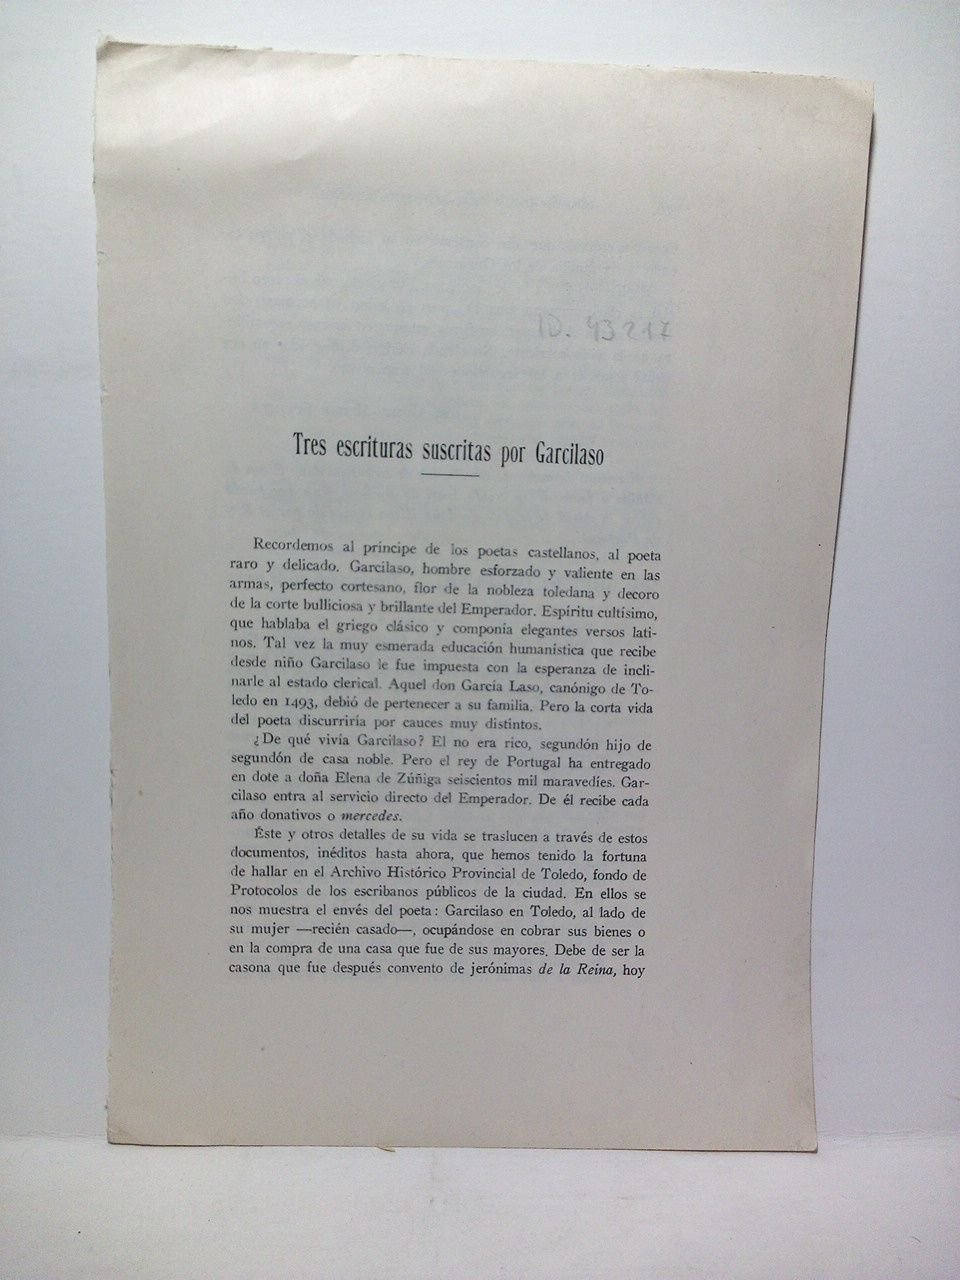 ID. 43217
Tres escrituras suscritas por Garcilaso
Recordemos al príncipe de los poetas castellanos, al poeta
raro y delicado. Garcilaso, hombre esforzado y valiente en las
armas, perfecto cortesano, flor de la nobleza toledana y decoro
de la corte bulliciosa y brillante del Emperador. Espíritu cultísimo,
que hablaba el griego clásico y componía elegantes versos lati-
nos. Tal vez la muy esmerada educación humanística que recibe
desde niño Garcilaso le fue impuesta con la esperanza de incli-
narle al estado clerical. Aquel don García Laso, canónigo de To-
ledo en 1493, debió de pertenecer a su familia. Pero la corta vida
del poeta discurriría por cauces muy distintos.
¿De qué vivía Garcilaso? El no era rico, segundón hijo de
segundón de casa noble. Pero el rey de Portugal ha entregado
en dote a doña Elena de Zúñiga seiscientos mil maravedíes. Gar-
cilaso entra al servicio directo del Emperador. De él recibe cada
año donativos o mercedes.
Éste y otros detalles de su vida se traslucen a través de estos
documentos, inéditos hasta ahora, que hemos tenido la fortuna
de hallar en el Archivo Histórico Provincial de Toledo, fondo de
Protocolos de los escribanos públicos de la ciudad. En ellos se
nos muestra el envés del poeta: Garcilaso en Toledo, al lado de
su mujer —recién casado—, ocupándose en cobrar sus bienes o
en la compra de una casa que fue de sus mayores. Debe de ser la
casona que fue después convento de jerónimas de la Reina, hoy